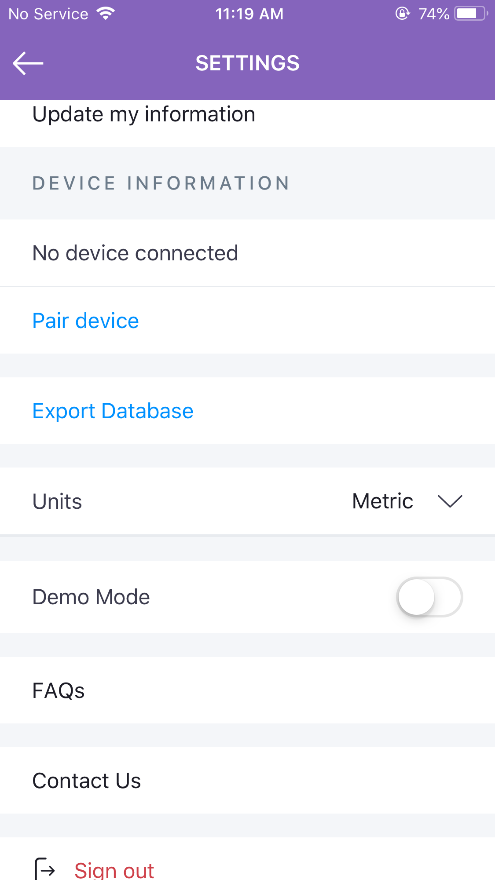 No Service 11:19 AM 74%
SETTINGS
Update my information
DEVICE INFORMATION
No device connected
Pair device
Export Database
Units Metric
Demo Mode
FAQs
Contact Us
Sign out